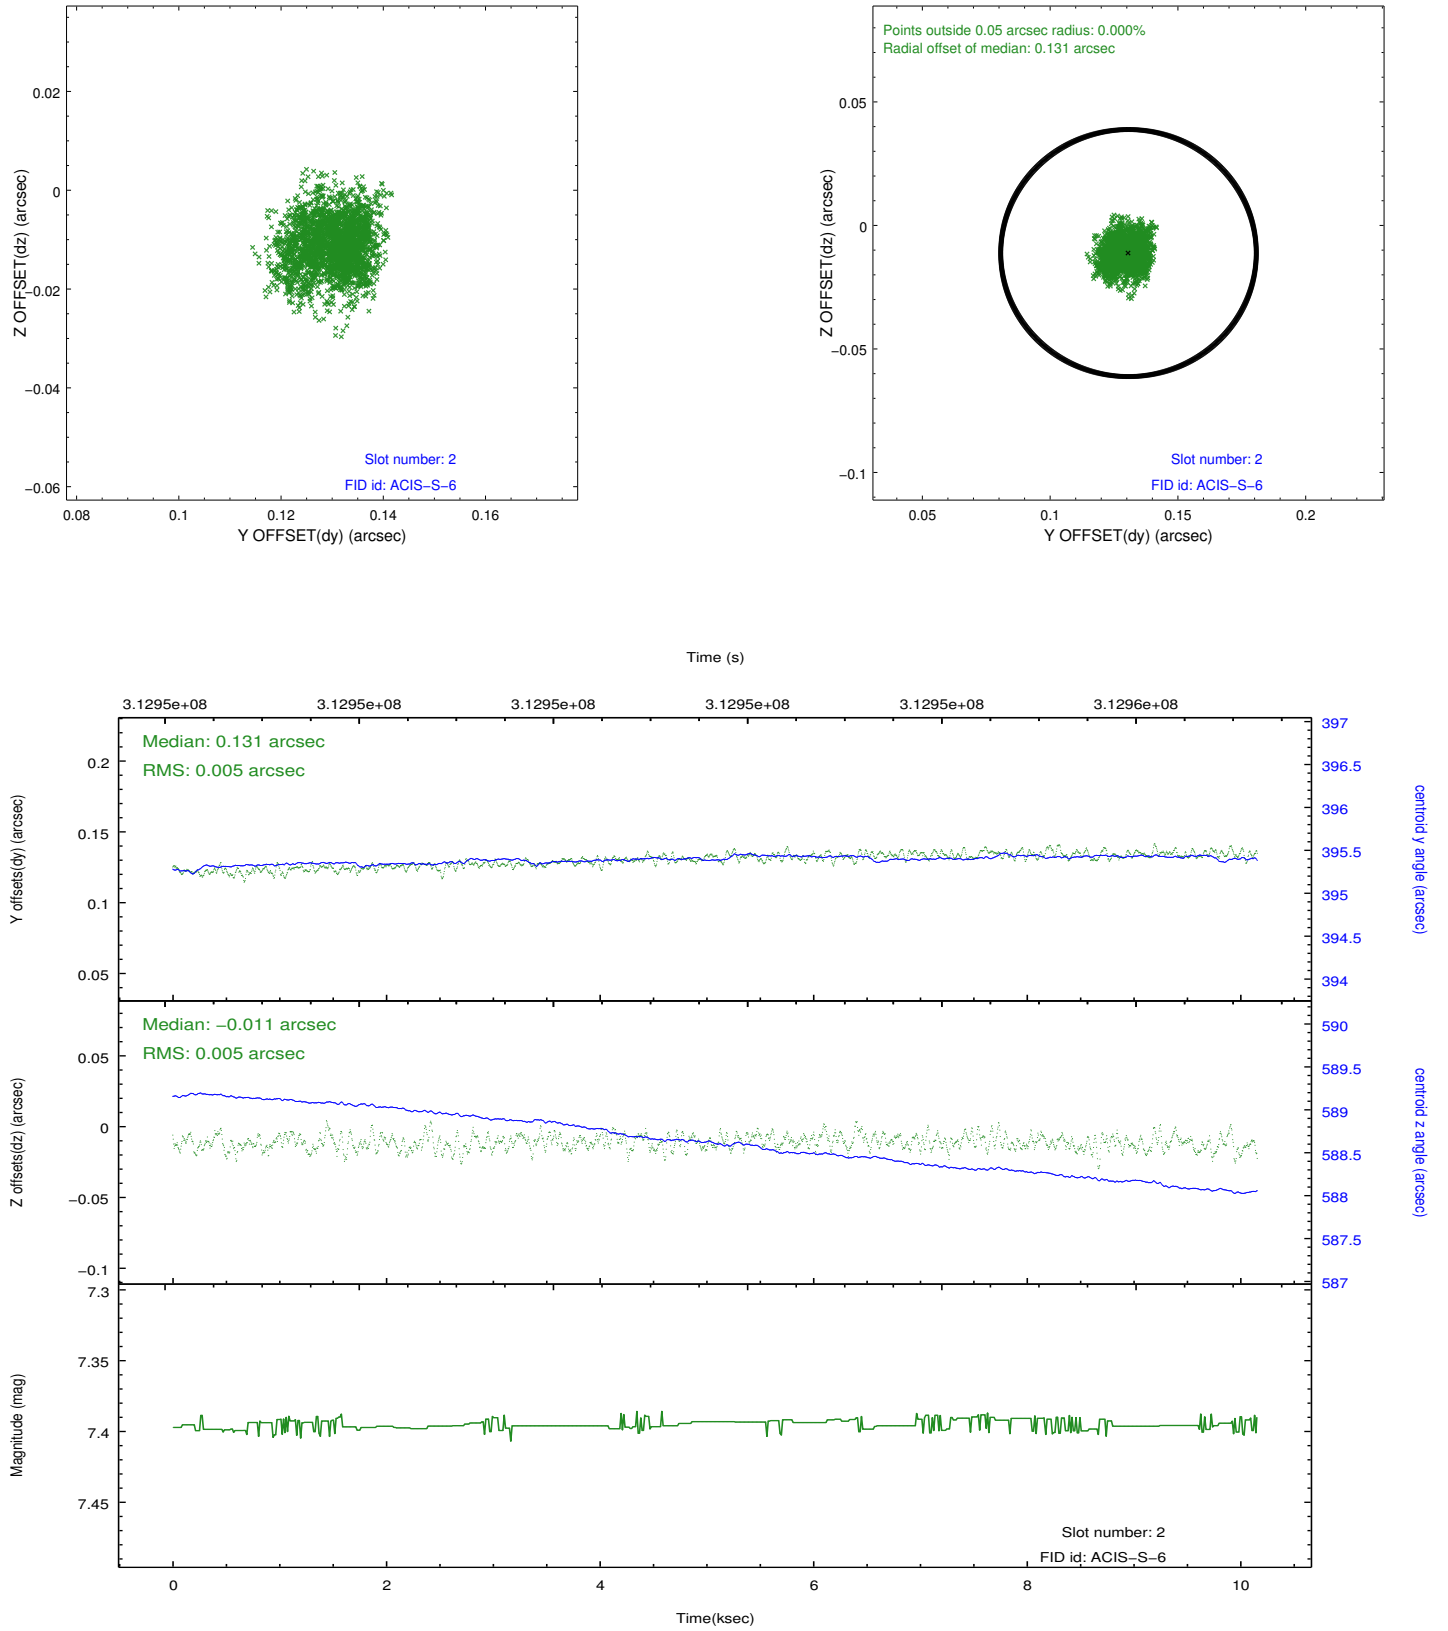 0.02
0
−0.02
−0.04
−0.06
Z OFFSET(dz) (arcsec)
Slot number: 2
FID id: ACIS−S−6
0.08 0.1 0.12 0.14 0.16
Y OFFSET(dy) (arcsec)
Points outside 0.05 arcsec radius: 0.000%
Radial offset of median: 0.131 arcsec
0.05
0
−0.05
−0.1
Z OFFSET(dz) (arcsec)
Slot number: 2
FID id: ACIS−S−6
0.05 0.1 0.15 0.2
Y OFFSET(dy) (arcsec)
Time (s)
3.1295e+08 3.1295e+08 3.1295e+08 3.1295e+08 3.1295e+08 3.1296e+08
Median: 0.131 arcsec
RMS: 0.005 arcsec
0.2
0.15
0.1
0.05
Y offsets(dy) (arcsec)
397
396.5
396
395.5
395
394.5
394
centroid y angle (arcsec)
Median: −0.011 arcsec
RMS: 0.005 arcsec
0.05
0
−0.05
−0.1
Z offsets(dz) (arcsec)
590
589.5
589
588.5
588
587.5
587
centroid z angle (arcsec)
7.3
7.35
7.4
7.45
Magnitude (mag)
Slot number: 2
FID id: ACIS−S−6
0 2 4 6 8 10
Time(ksec)